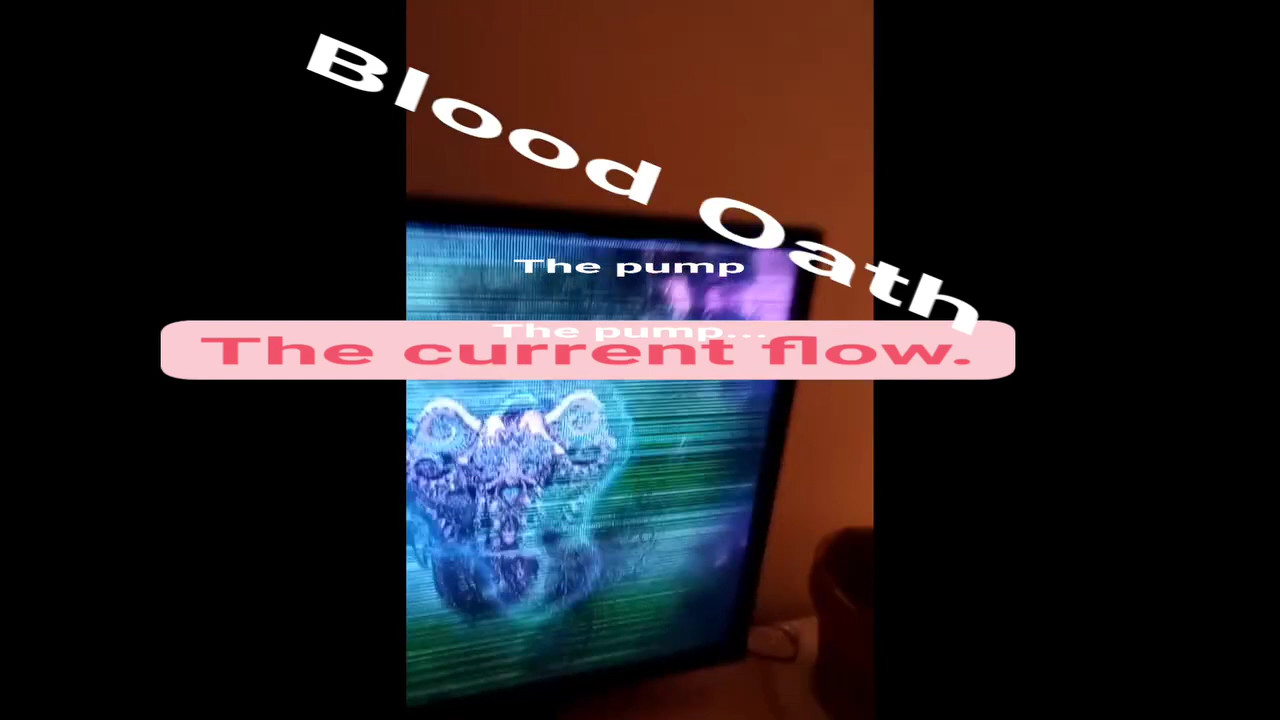 Blood Oath
The pump
The pump...
The current flow.